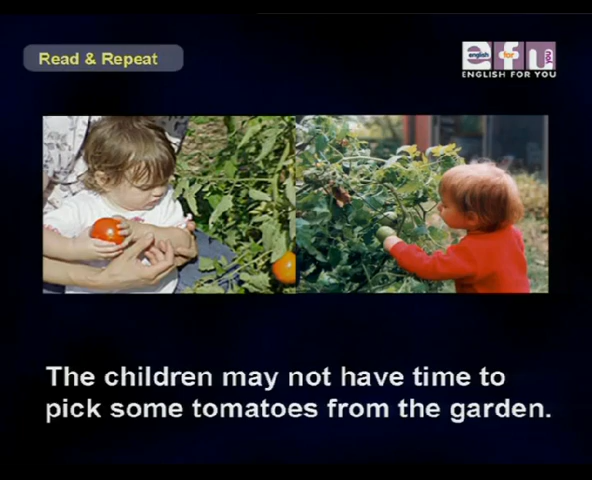 Read & Repeat
english for you
ENGLISH FOR YOU
The children may not have time to
pick some tomatoes from the garden.